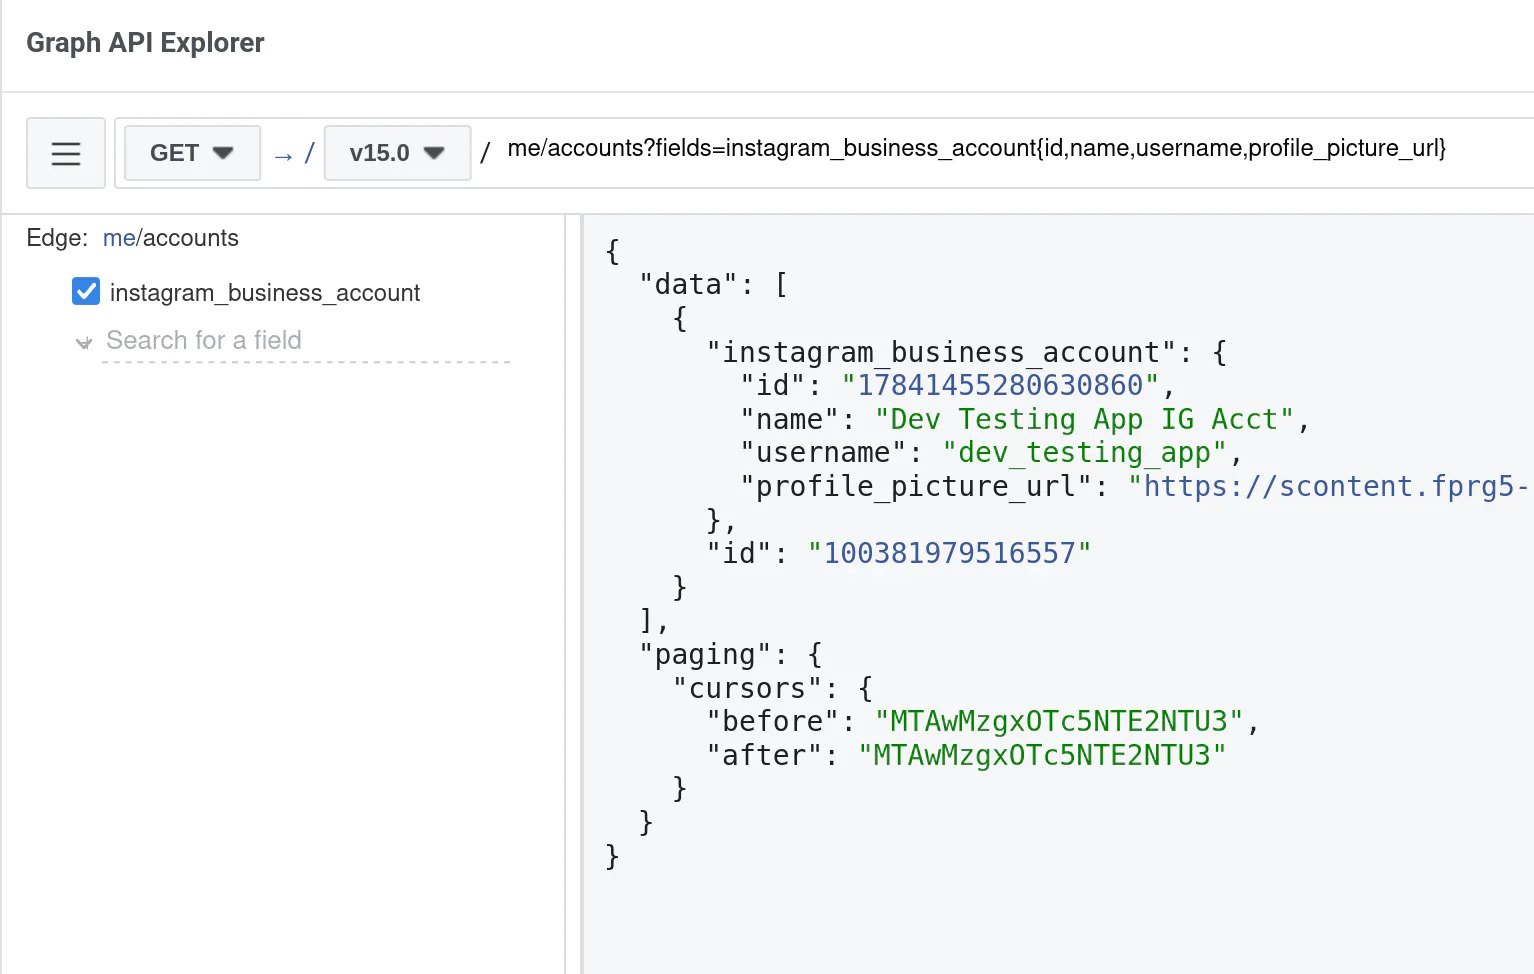 Graph API Explorer
GET → / v15.0 / me/accounts?fields=instagram_business_account{id,name,username,profile_picture_url}
Edge: me/accounts
instagram_business_account
Search for a field
{
"data": [
{
"instagram_business_account": {
"id": "17841455280630860",
"name": "Dev Testing App IG Acct",
"username": "dev_testing_app",
"profile_picture_url": "https://scontent.fprg5-
},
"id": "100381979516557"
}
],
"paging": {
"cursors": {
"before": "MTAwMzgxOTc5NTE2NTU3",
"after": "MTAwMzgxOTc5NTE2NTU3"
}
}
}